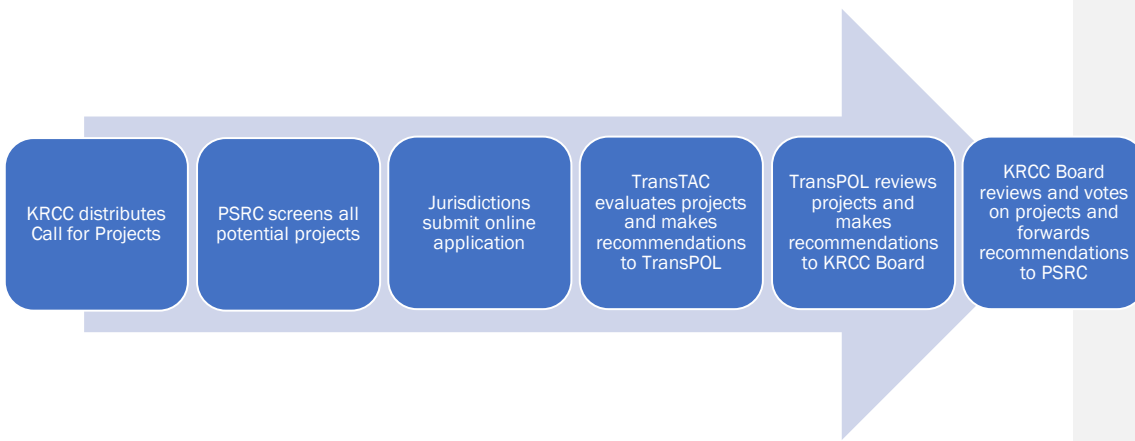 KRCC distributes
Call for Projects
PSRC screens all
potential projects
Jurisdictions
submit online
application
TransTAC
evaluates projects
and makes
recommendations
to TransPOL
TransPOL reviews
projects and
makes
recommendations
to KRCC Board
KRCC Board
reviews and votes
on projects and
forwards
recommendations
to PSRC